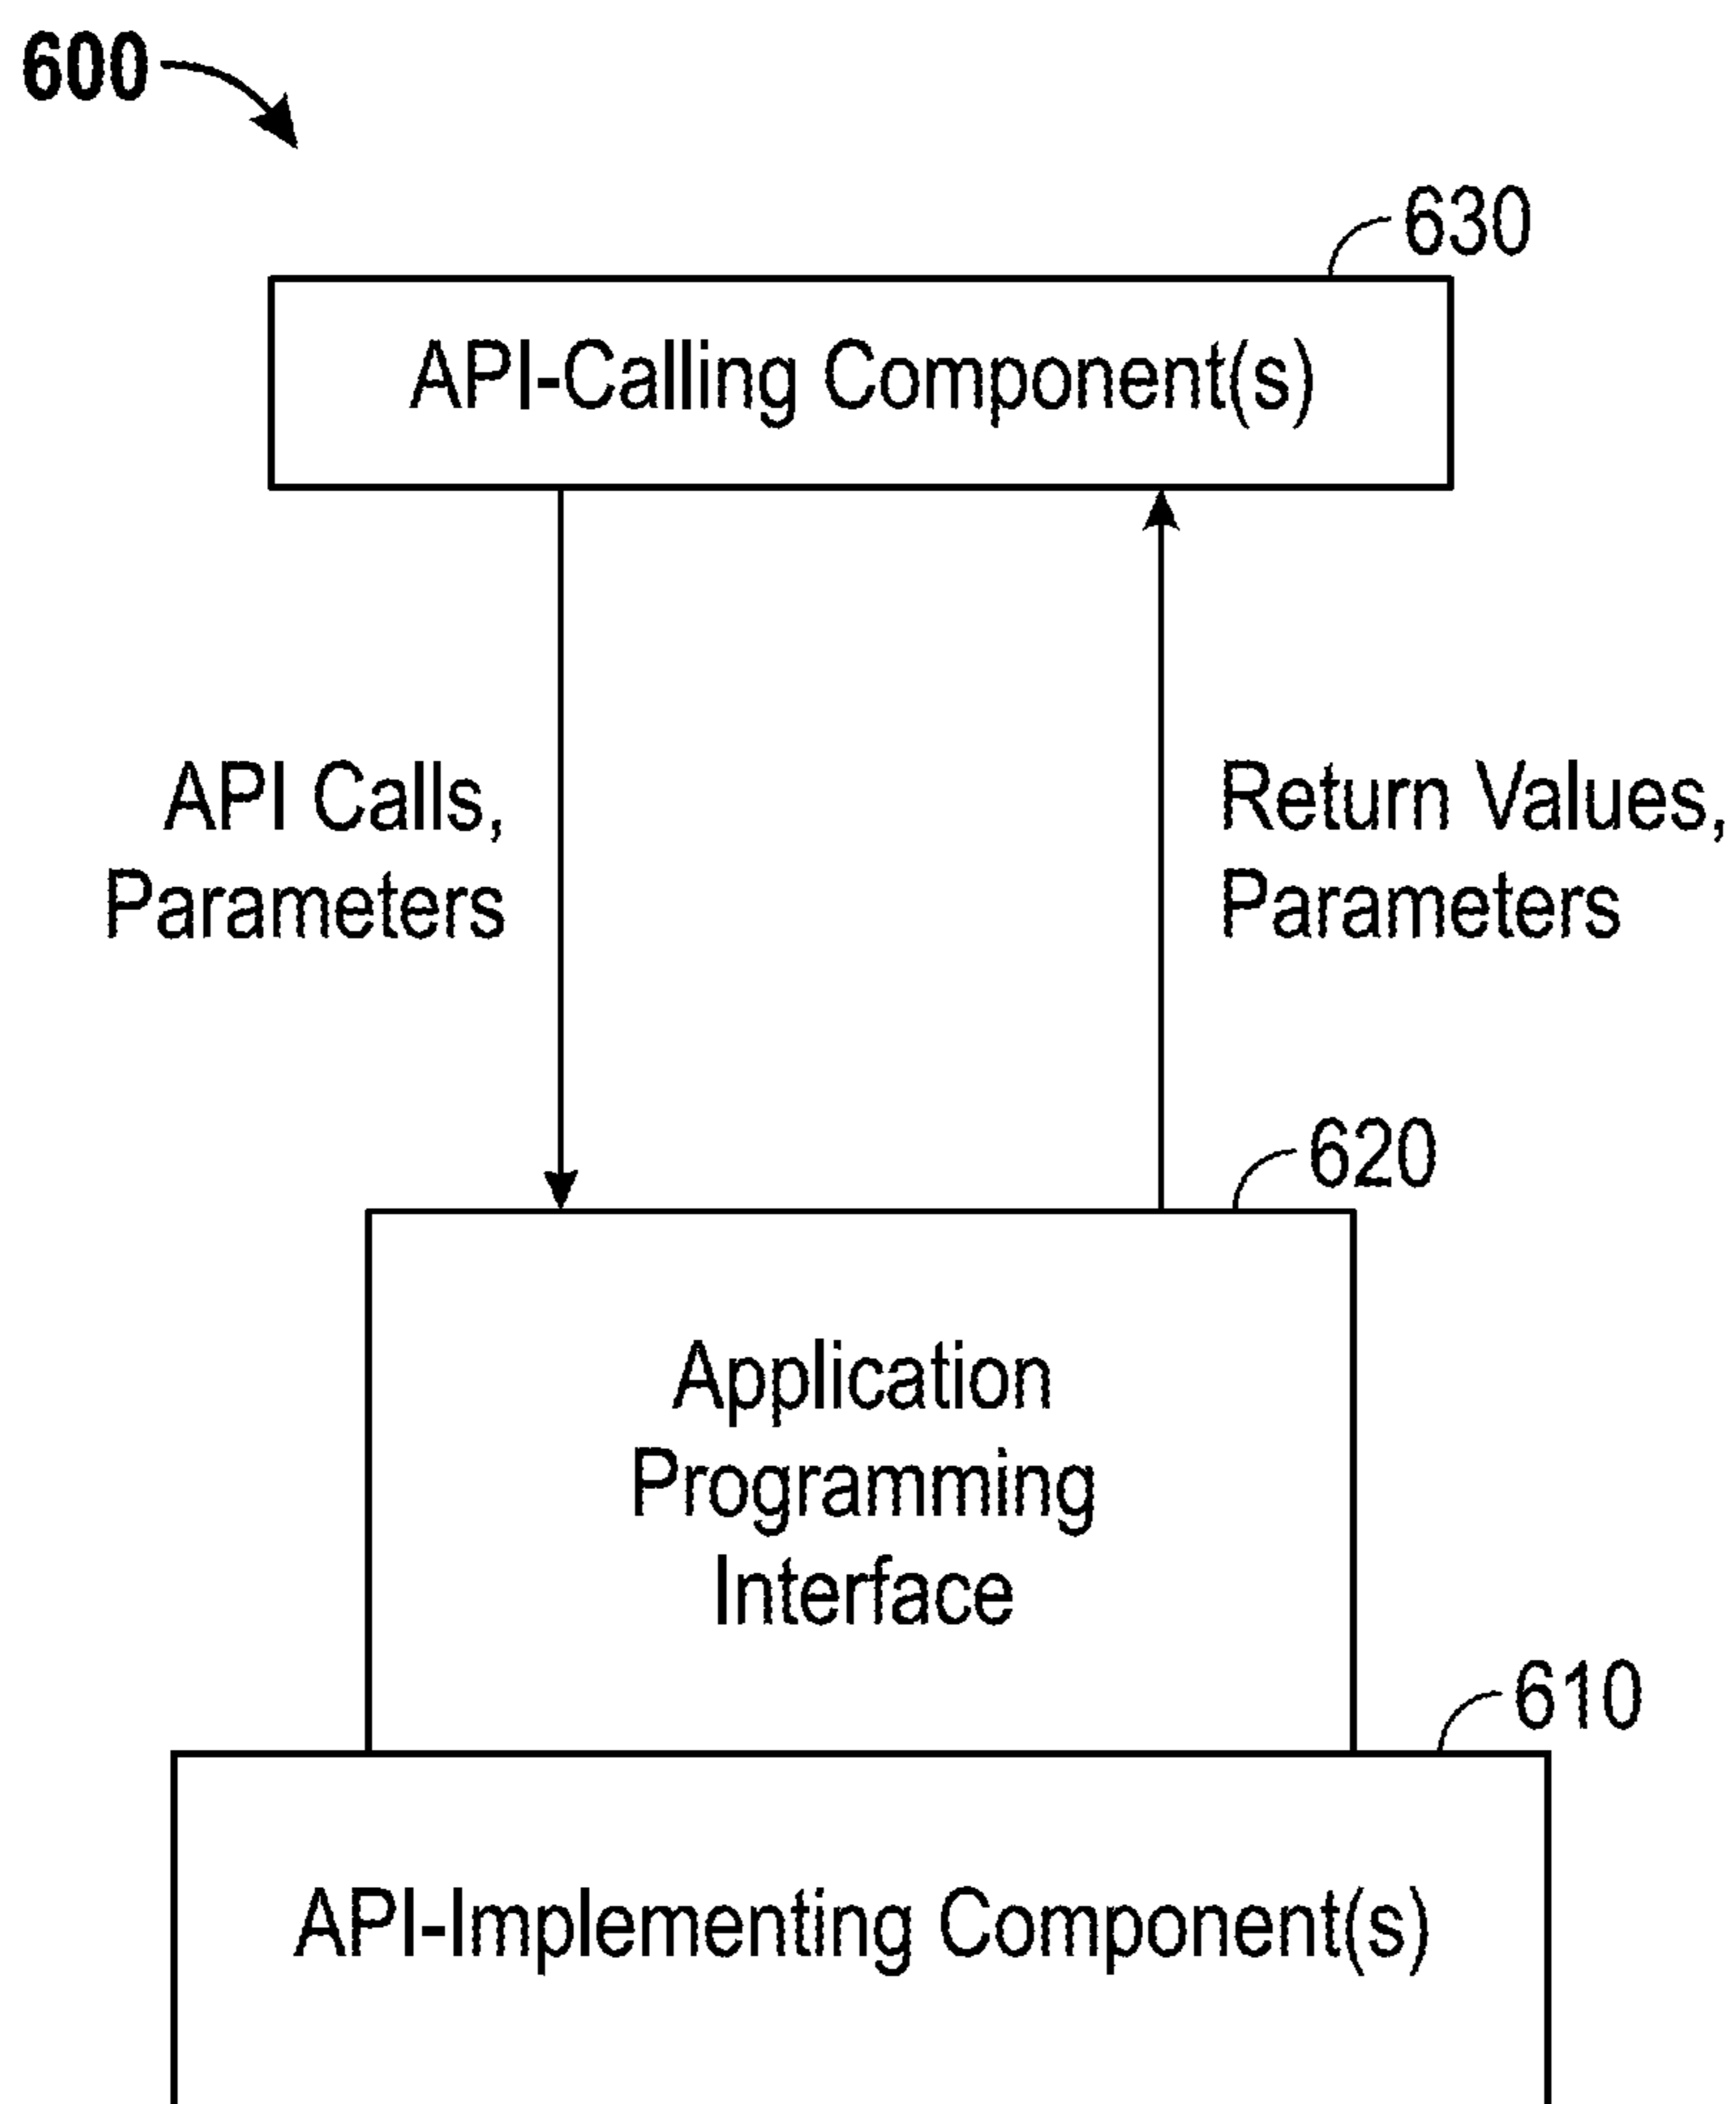 600
630
API-Calling Component(s)
API Calls,
Parameters
Return Values,
Parameters
620
Application
Programming
Interface
610
API-Implementing Component(s)